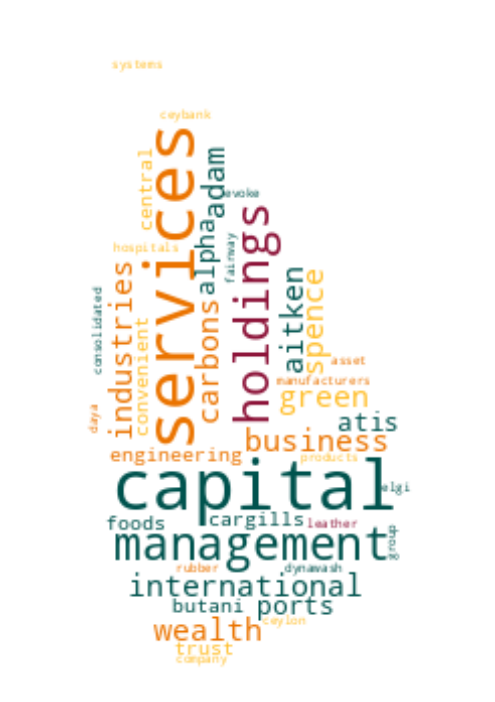 systems
ceybank
services
central
adam
evoke
hospitals
alpha
fairway
holdings
industries
consolidated
convenient
carbons
aitken
spence
asset
manufacturers
green
daya
atis
business
engineering
products
capital
elgi
foods
cargills
leather
management
group
rubber
dynawash
international
butani
ports
wealth
ceylon
trust
company